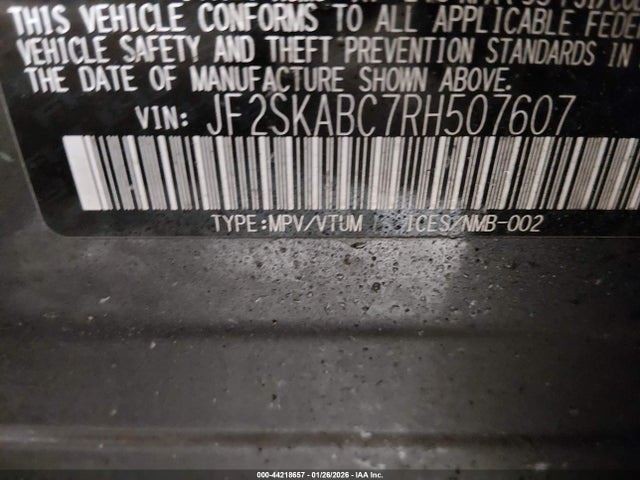 THIS VEHICLE CONFORMS TO ALL APPLICABLE FEDE
VEHICLE SAFETY AND THEFT PREVENTION STANDARDS IN
THE DATE OF MANUFACTURE SHOWN ABOVE.
VIN: JF2SKABC7RH507607
TYPE:MPV/VTUM ICES/NMB-002
000-44218657 - 01/26/2026 - IAA Inc.